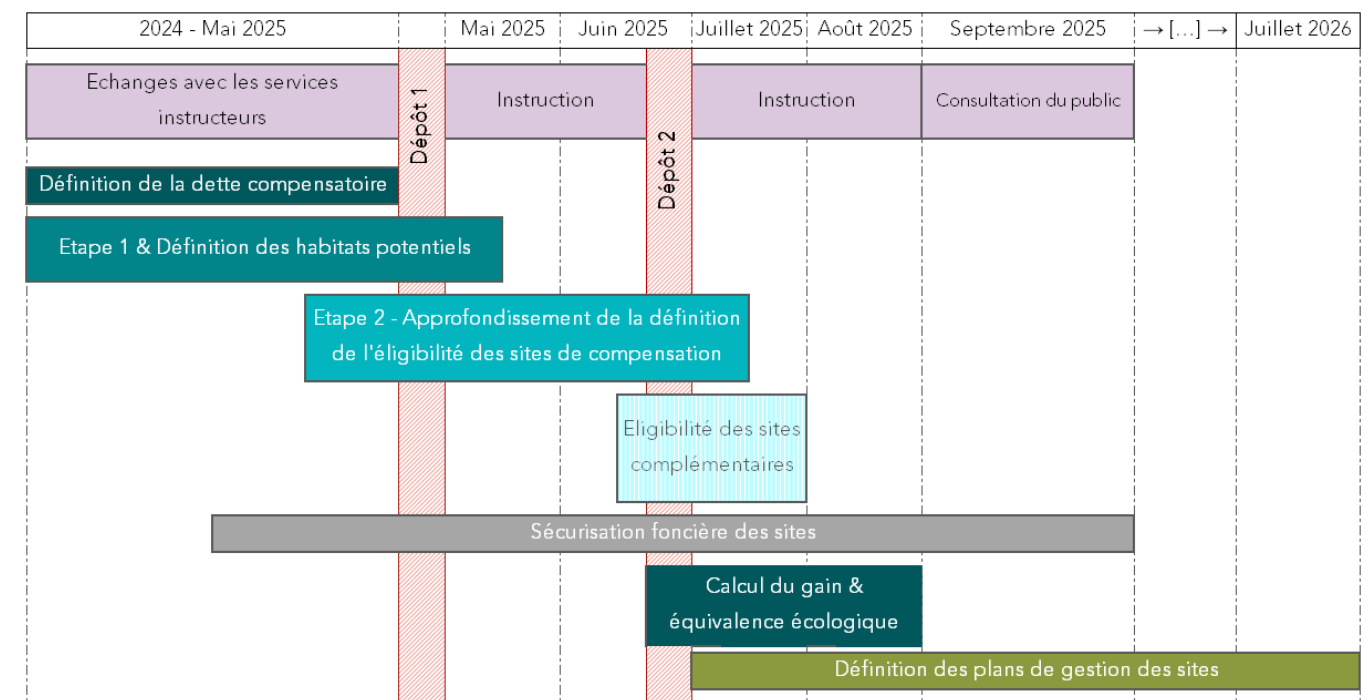 2024 - Mai 2025
Mai 2025
Juin 2025
Juillet 2025
Août 2025
Septembre 2025
→ [...] →
Juillet 2026
Echanges avec les services
instructeurs
Dépôt 1
Instruction
Dépôt 2
Instruction
Consultation du public
Définition de la dette compensatoire
Etape 1 & Définition des habitats potentiels
Etape 2 - Approfondissement de la définition
de l'éligibilité des sites de compensation
Eligibilité des sites
complémentaires
Sécurisation foncière des sites
Calcul du gain &
équivalence écologique
Définition des plans de gestion des sites